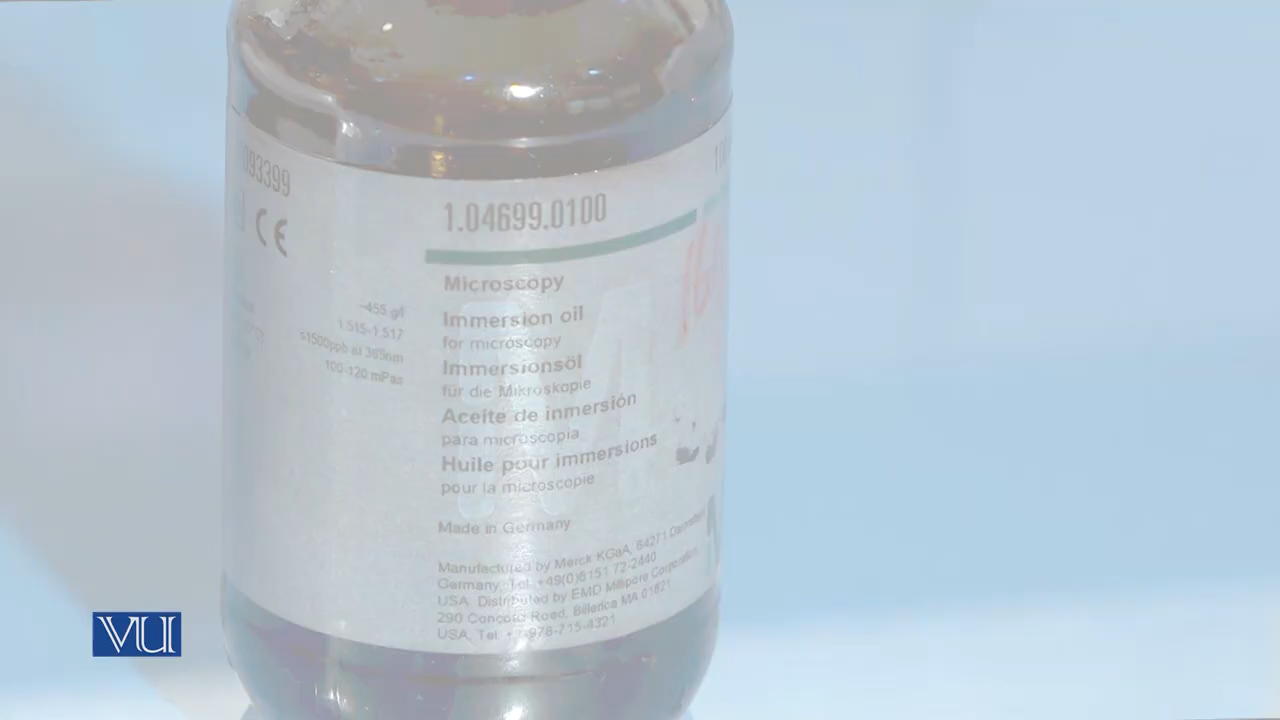 093399
CE
1.04699.0100
Microscopy
Immersion oil
for microscopy
Immersionsöl
für die Mikroskopie
Aceite de inmersión
para microscopia
Huile pour immersions
pour la microscopie
Made in Germany
Manufactured by Merck KGaA, 64271 Darmstadt
Germany, Tel. +49(0)6151 72-2440
USA. Distributed by EMD Millipore Corporation
290 Concord Road, Billerica MA 01821
USA, Tel. +1-978-715-4321
~455 g/l
1.515-1.517
≤1500ppb at 365nm
100-120 mPas
VU